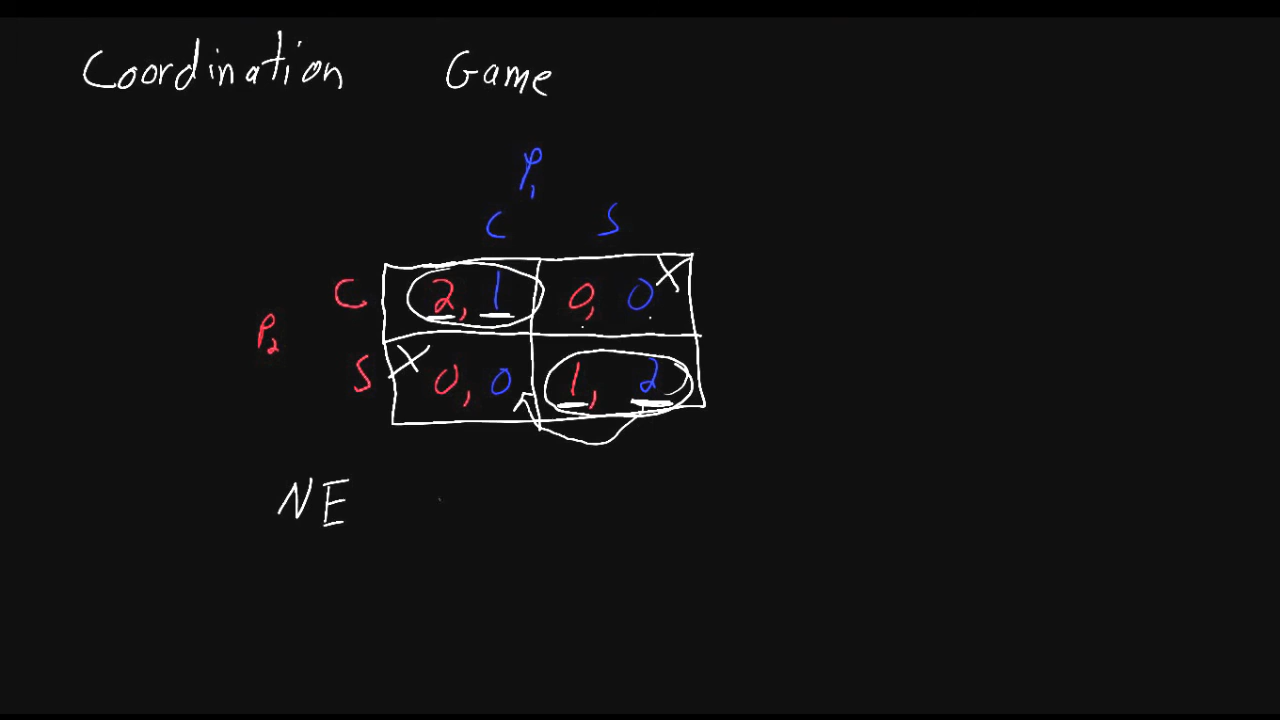 Coordination Game
P1
C S
C 2, 1 0, 0 X
P2
S X 0, 0 1, 2
NE